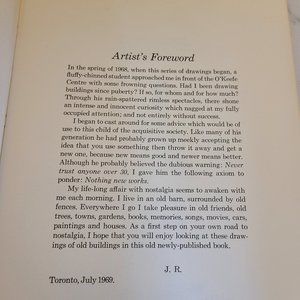 Artist's Foreword
In the spring of 1968, when this series of drawings began, a
fluffy-chinned student approached me in front of the O'Keefe
Centre with some frowning questions. Had I been drawing
buildings since puberty? If so, for whom and for how much?
Through his rain-spattered rimless spectacles, there shone
an intense and innocent curiosity which nagged at my fully
occupied attention; and not entirely without success.
I began to cast around for some advice which would be of
use to this child of the acquisitive society. Like many of his
generation he had probably grown up meekly accepting the
idea that you use something then throw it away and get a
new one, because new means good and newer means better.
Although he probably believed the dubious warning: Never
trust anyone over 30, I gave him the following axiom to
ponder: Nothing new works.
My life-long affair with nostalgia seems to awaken with
me each morning. I live in an old barn, surrounded by old
fences. Everywhere I go I take pleasure in old friends, old
trees, towns, gardens, books, memories, songs, movies, cars,
paintings and houses. As a first step on your own road to
nostalgia, I hope that you will enjoy looking at these draw-
ings of old buildings in this old newly-published book.
J. R.
Toronto, July 1969.